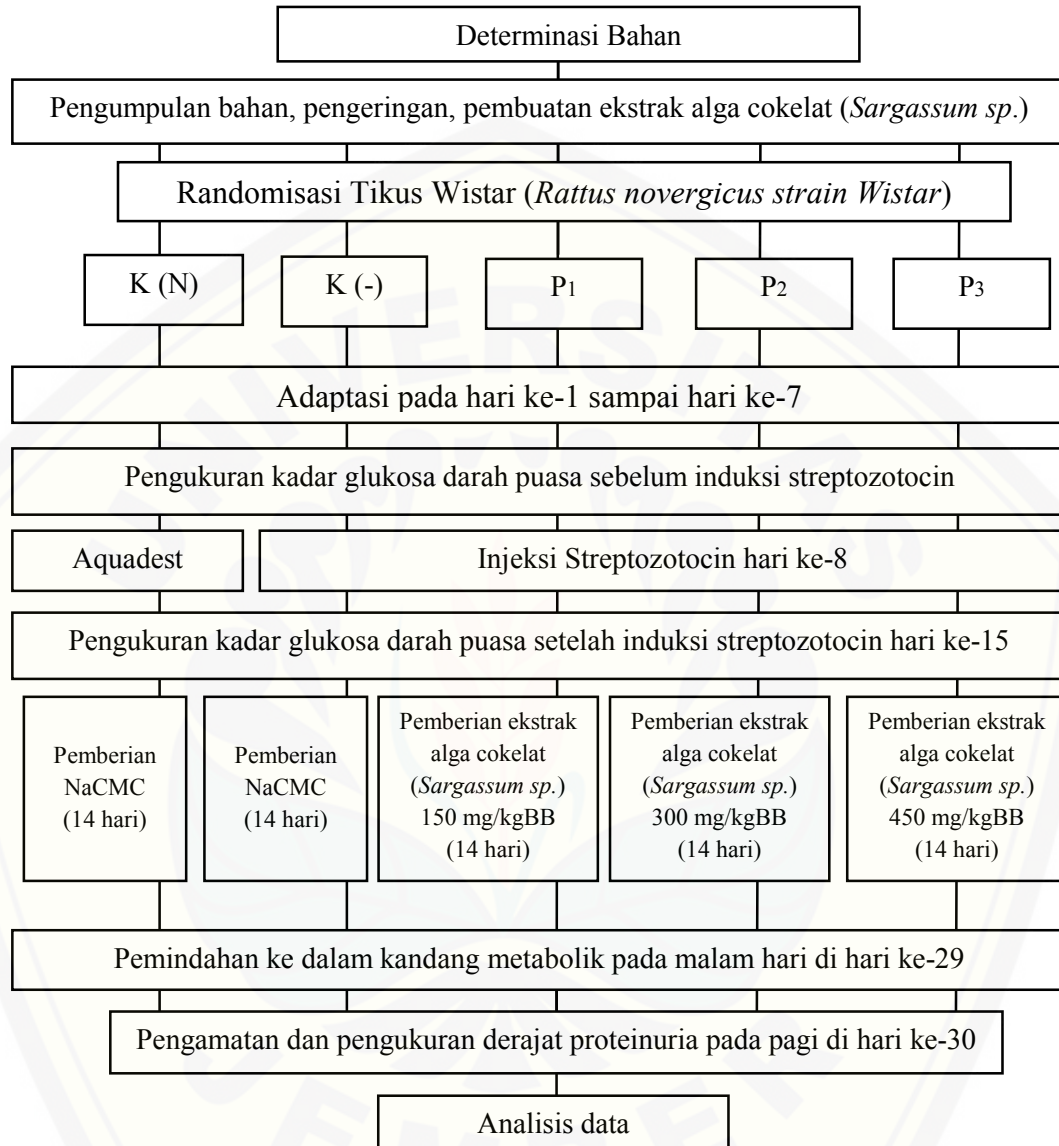 Determinasi Bahan
Pengumpulan bahan, pengeringan, pembuatan ekstrak alga cokelat (Sargassum sp.)
Randomisasi Tikus Wistar (Rattus novergicus strain Wistar)
K (N)
K (-)
P1
P2
P3
Adaptasi pada hari ke-1 sampai hari ke-7
Pengukuran kadar glukosa darah puasa sebelum induksi streptozotocin
Aquadest
Injeksi Streptozotocin hari ke-8
Pengukuran kadar glukosa darah puasa setelah induksi streptozotocin hari ke-15
Pemberian
NaCMC
(14 hari)
Pemberian
NaCMC
(14 hari)
Pemberian ekstrak
alga cokelat
(Sargassum sp.)
150 mg/kgBB
(14 hari)
Pemberian ekstrak
alga cokelat
(Sargassum sp.)
300 mg/kgBB
(14 hari)
Pemberian ekstrak
alga cokelat
(Sargassum sp.)
450 mg/kgBB
(14 hari)
Pemindahan ke dalam kandang metabolik pada malam hari di hari ke-29
Pengamatan dan pengukuran derajat proteinuria pada pagi di hari ke-30
Analisis data
UNIVERSITAS
JEMBER